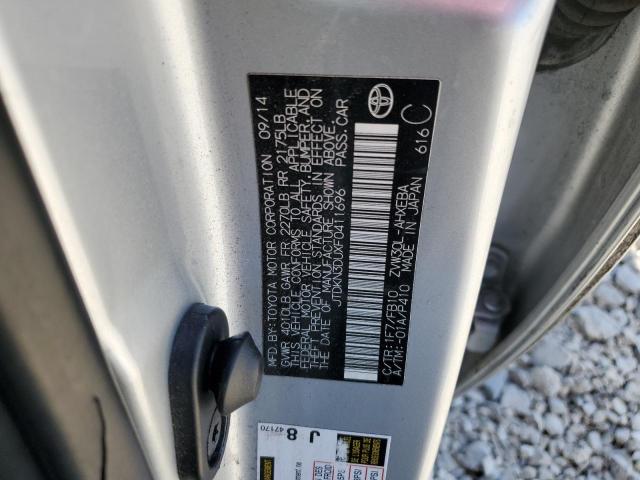 MFD BY: TOYOTA MOTOR CORPORATION 09/14
GVWR 4010LB GAWR FR 2270LB RR 2175LB
THIS VEHICLE CONFORMS TO ALL APPLICABLE
FEDERAL MOTOR VEHICLE SAFETY, BUMPER, AND
THEFT PREVENTION STANDARDS IN EFFECT ON
THE DATE OF MANUFACTURE SHOWN ABOVE.
JTDKN3DUXF0411696 PASS.CAR
C/TR:1F7/FB10 ZVW30L-AHXEBA
A/TM:-01A/P410 MADE IN JAPAN 616 C
J 8
47170